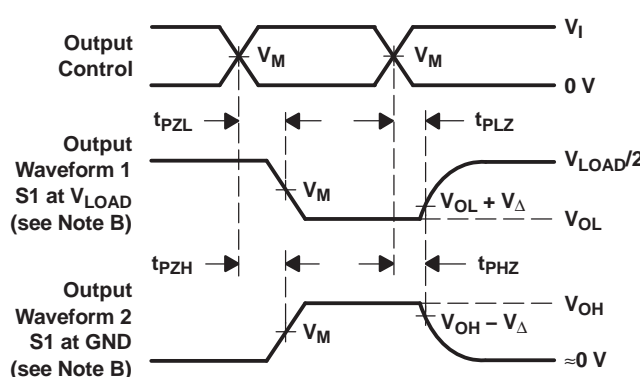 Output
Control
V_M
V_M
V_I
0 V
t_PZL
t_PLZ
Output
Waveform 1
S1 at V_LOAD
(see Note B)
V_M
V_LOAD/2
V_OL + V_Δ
V_OL
t_PZH
t_PHZ
Output
Waveform 2
S1 at GND
(see Note B)
V_M
V_OH
V_OH − V_Δ
≈0 V